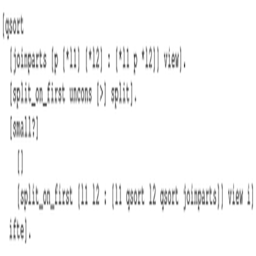 [qsort
[joinparts [p [*l1] [*l2] : [*l1 p *l2]] view].
[split_on_first uncons [>] split].
[small?]
[]
[split_on_first [l1 l2 : [l1 qsort l2 qsort joinparts]] view i]
ifte].